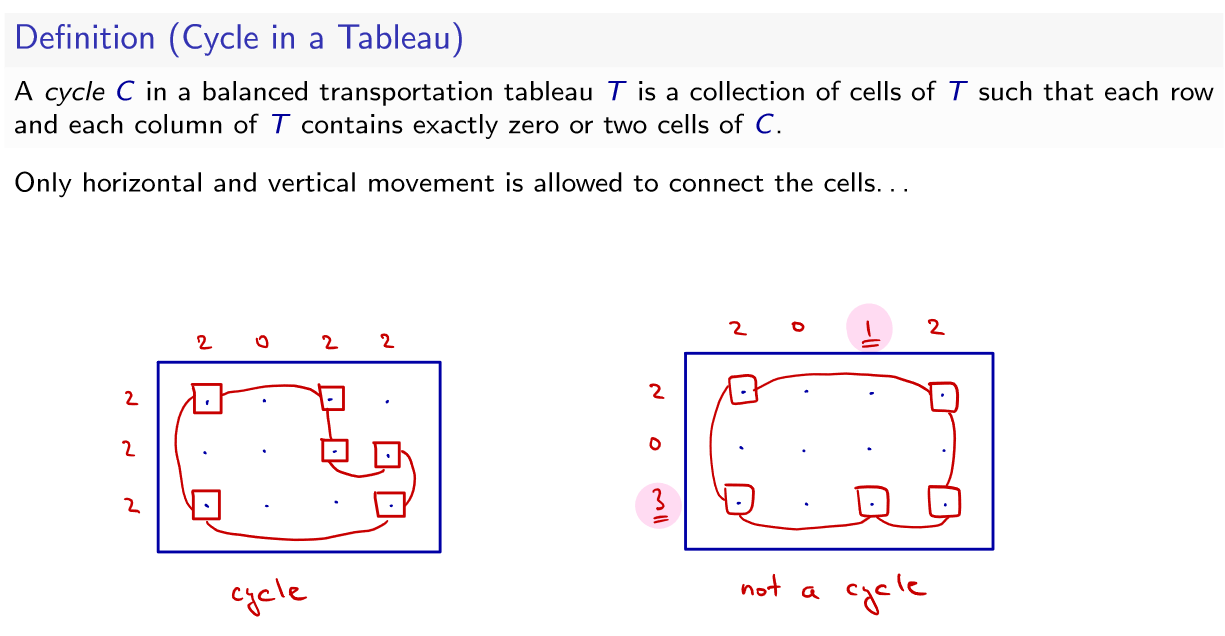 Definition (Cycle in a Tableau)
A cycle C in a balanced transportation tableau T is a collection of cells of T such that each row
and each column of T contains exactly zero or two cells of C.
Only horizontal and vertical movement is allowed to connect the cells...
2 0 2 2
2
2
2
cycle
2 0 1 2
2
0
3
not a cycle